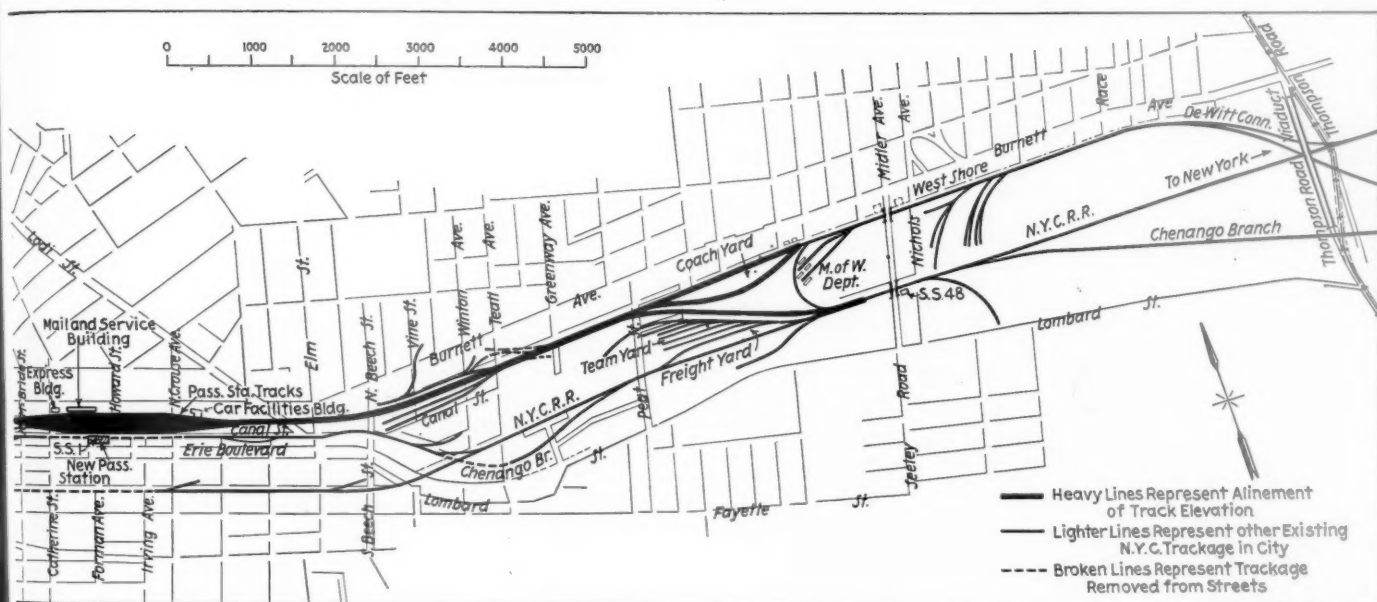 0 1000 2000 3000 4000 5000
Scale of Feet
Road
Thompson
Viaduct
Thompson Road
De Witt Conn.
To New York
N.Y.C.R.R.
Chenango Branch
Race
Ave
Burnett
West Shore
Midler Ave.
Ave.
Nichols
Coach Yard
M. of W.
Dept.
S.S. 48
Lombard St.
Greenway Ave.
Teall Ave.
Winton Ave.
Vine St.
Burnett Ave.
N. Beech St.
Elm St.
Lodi St.
Mail and Service
Building
Express
Bldg.
Howard St.
N. Crouse Ave.
Pass. Sta. Tracks
Car Facilities Bldg.
Canal St.
Canal St.
Erie Boulevard
S.S. 1
New Pass.
Station
Team Yard
Freight Yard
Peat
N.Y.C.R.R.
Chenango Br.
St.
Lombard
Fayette St.
Road
Seeley
S. Beech St.
Catherine St.
Forman Ave.
Irving Ave.
Heavy Lines Represent Alinement
of Track Elevation
Lighter Lines Represent other Existing
N.Y.C. Trackage in City
Broken Lines Represent Trackage
Removed from Streets